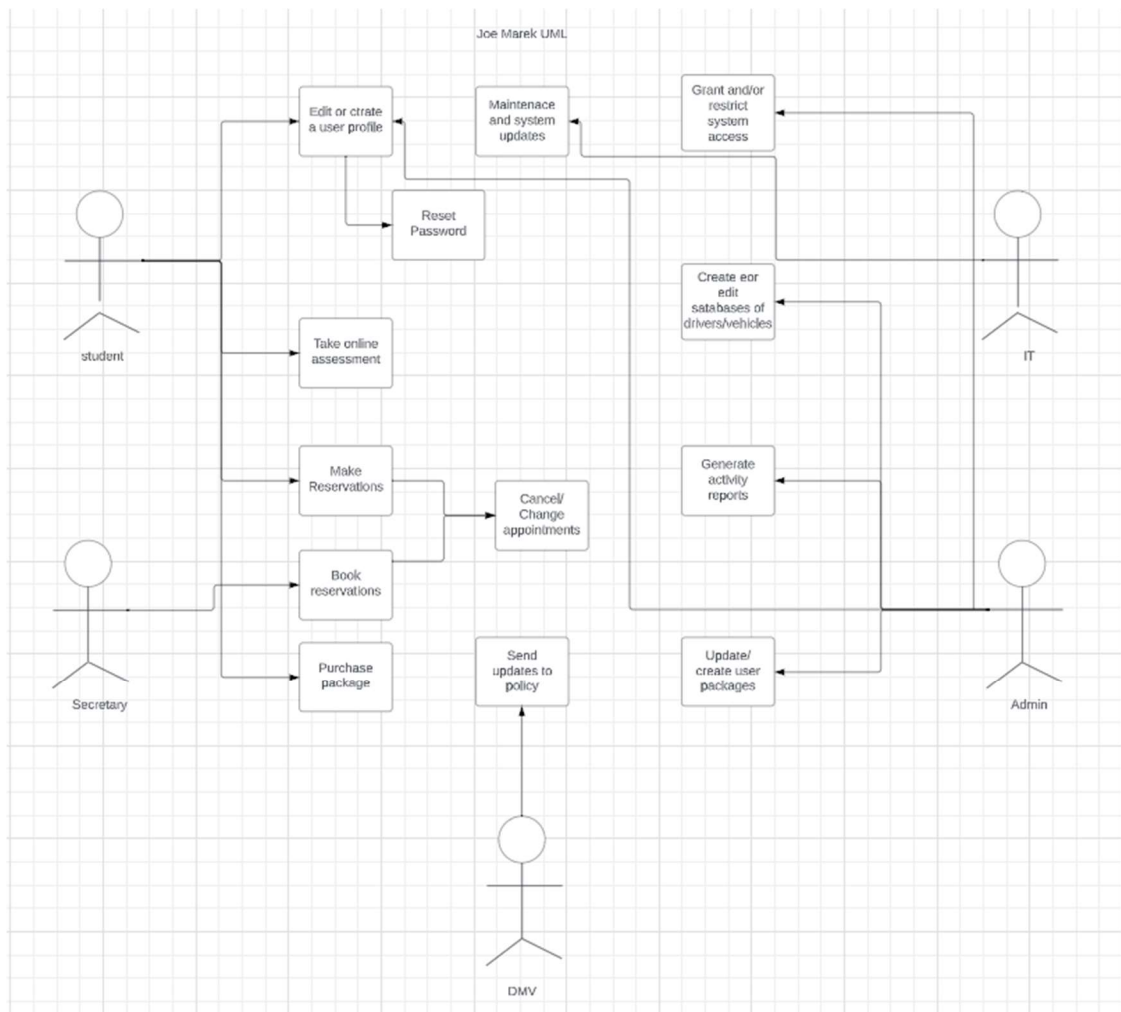 Joe Marek UML
Edit or ctrate
a user profile
Maintenace
and system
updates
Grant and/or
restrict
system
access
Reset
Password
Create eor
edit
satabases of
drivers/vehicles
student
Take online
assessment
IT
Make
Reservations
Cancel/
Change
appointments
Generate
activity
reports
Book
reservations
Purchase
package
Send
updates to
policy
Update/
create user
packages
Secretary
Admin
DMV